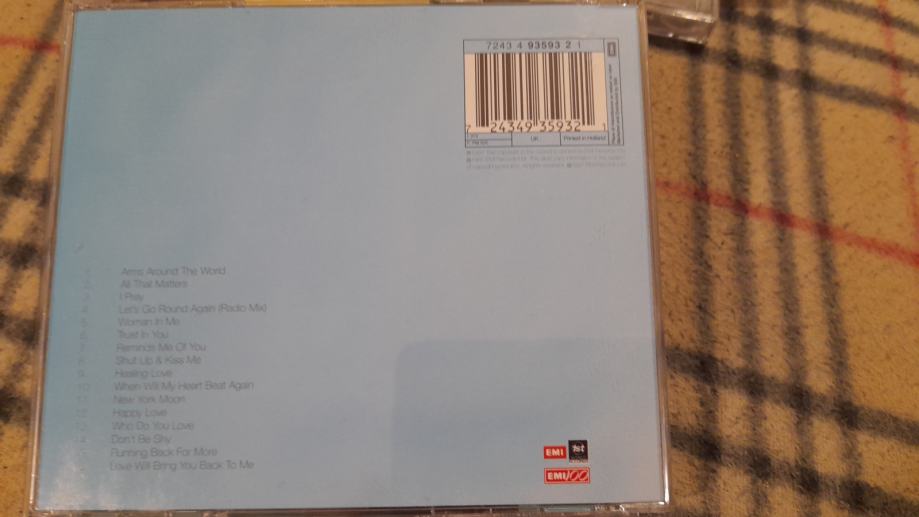 7243 4 93593 2 1
7 24349 35932 1
UK:
Printed in Holland
1 Arms Around The World
2 All That Matters
3 I Pray
4 Let's Go Round Again (Radio Mix)
5 Woman In Me
6 Trust In You
7 Reminds Me Of You
8 Shut Up & Kiss Me
9 Healing Love
10 When Will My Heart Beat Again
11 New York Moon
12 Happy Love
13 Who Do You Love
14 Don't Be Shy
Running Back For More
Love Will Bring You Back To Me
EMI 1st
EMI100